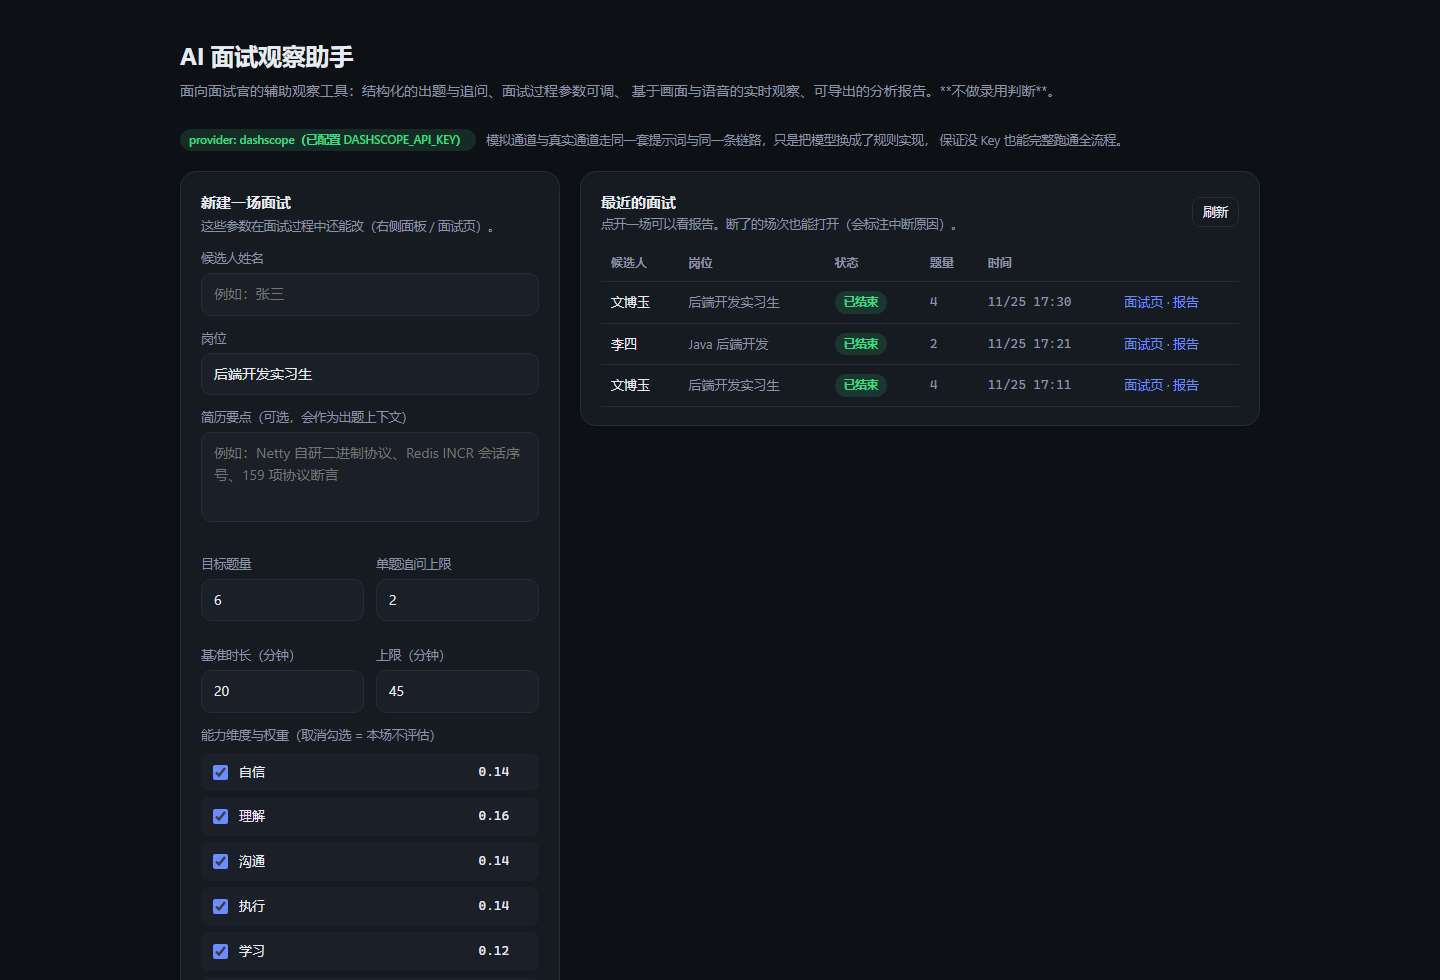 AI 面试观察助手
面向面试官的辅助观察工具：结构化的出题与追问、面试过程参数可调、 基于画面与语音的实时观察、可导出的分析报告。**不做录用判断**。
provider: dashscope（已配置 DASHSCOPE_API_KEY） 模拟通道与真实通道走同一套提示词与同一条链路，只是把模型换成了规则实现， 保证没 Key 也能完整跑通全流程。
新建一场面试
这些参数在面试过程中还能改（右侧面板 / 面试页）。
候选人姓名
例如：张三
岗位
后端开发实习生
简历要点（可选，会作为出题上下文）
例如：Netty 自研二进制协议、Redis INCR 会话序
号、159 项协议断言
目标题量 单题追问上限
6 2
基准时长（分钟） 上限（分钟）
20 45
能力维度与权重（取消勾选 = 本场不评估）
自信 0.14
理解 0.16
沟通 0.14
执行 0.14
学习 0.12
最近的面试
点开一场可以看报告。断了的场次也能打开（会标注中断原因）。
刷新
候选人 岗位 状态 题量 时间
文博玉 后端开发实习生 已结束 4 11/25 17:30 面试页 · 报告
李四 Java 后端开发 已结束 2 11/25 17:21 面试页 · 报告
文博玉 后端开发实习生 已结束 4 11/25 17:11 面试页 · 报告